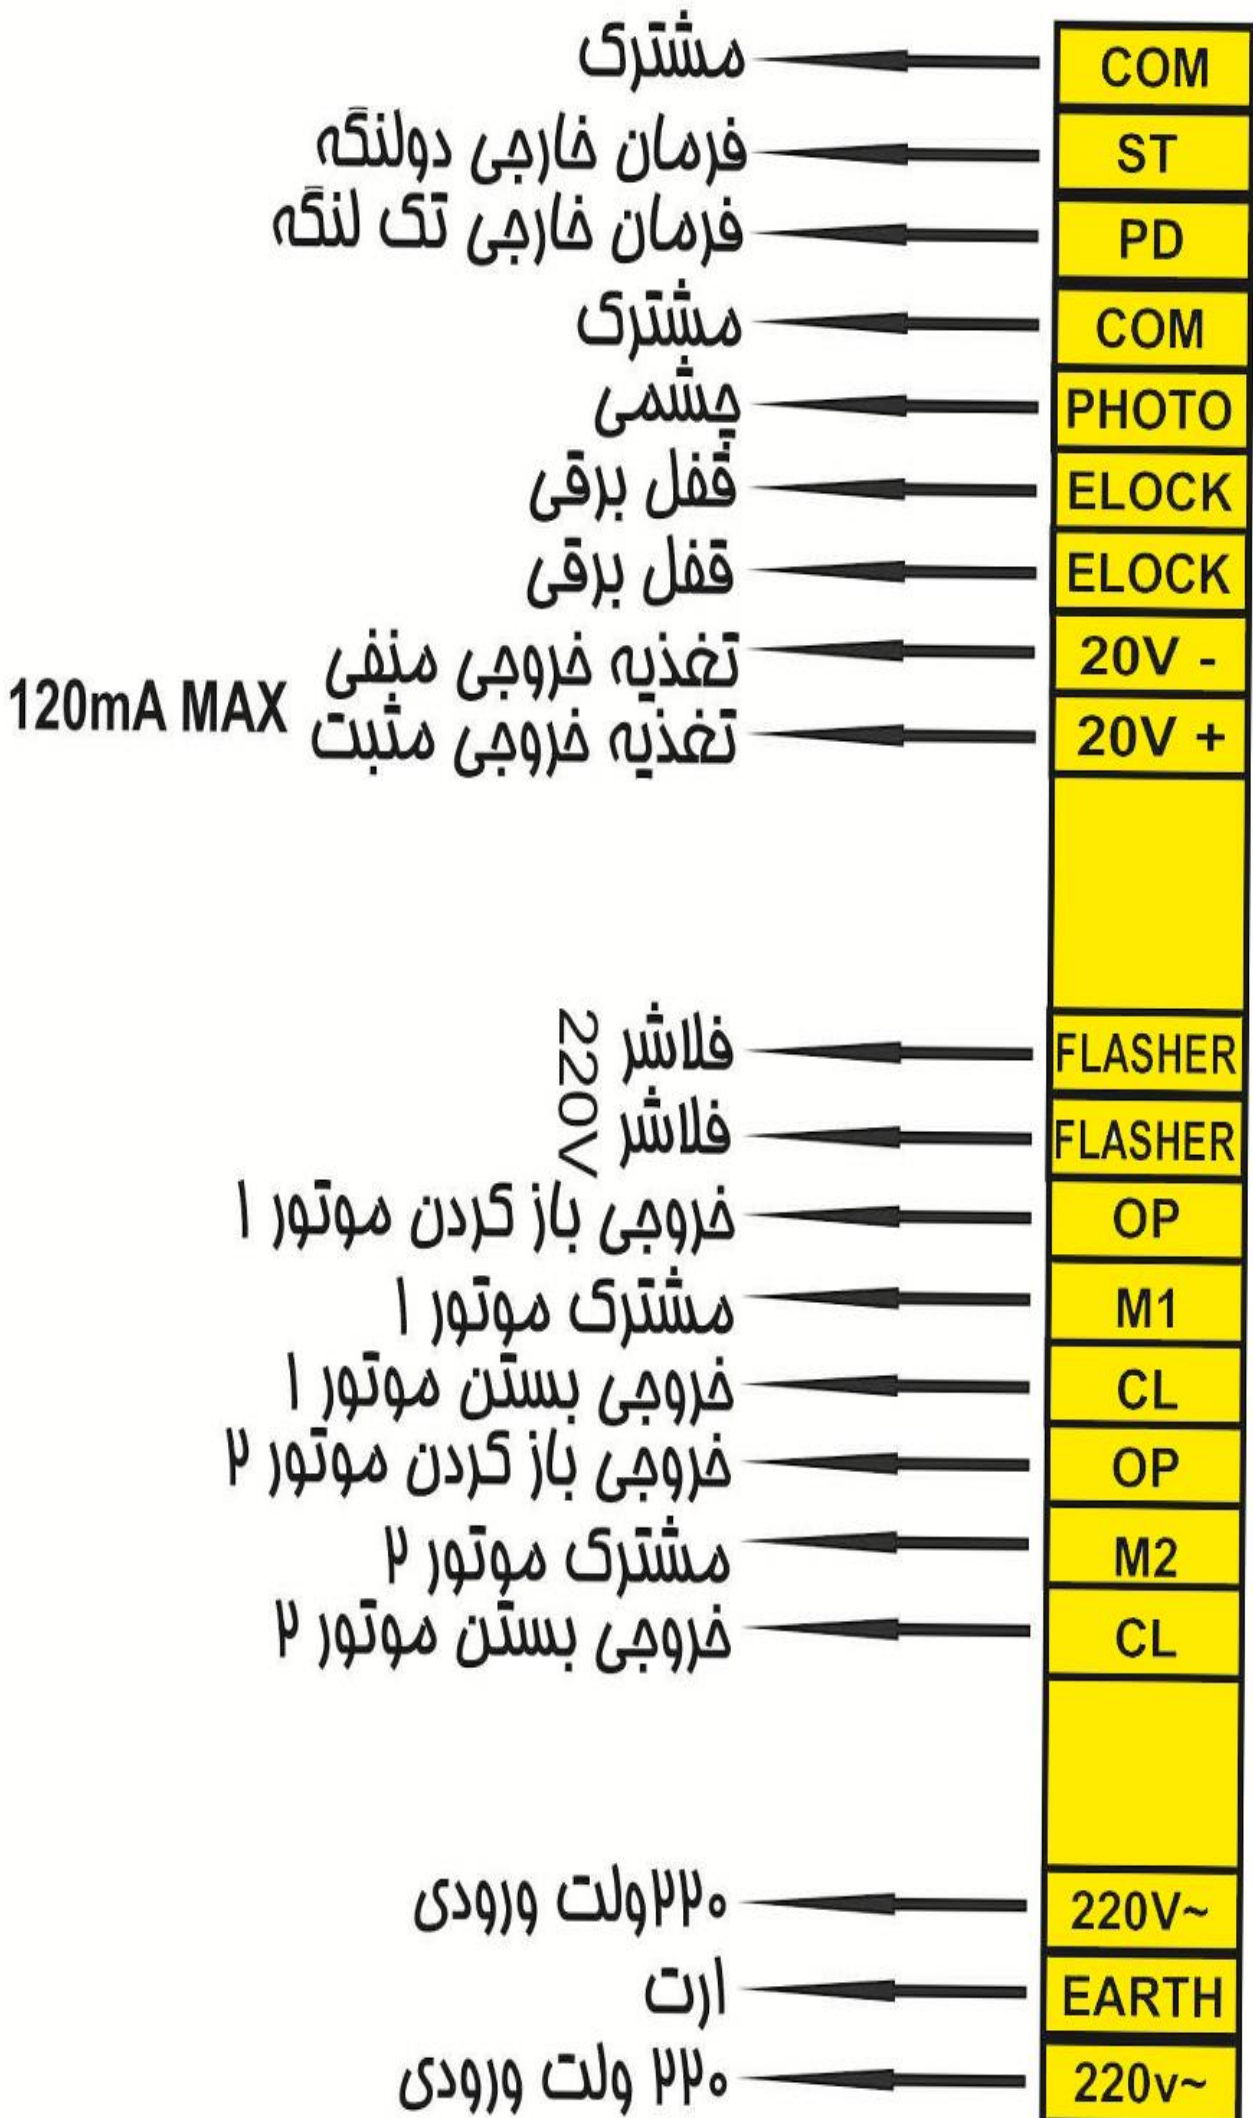 مشترک COM
فرمان خارجی دولنگه ST
فرمان خارجی تک لنگه PD
مشترک COM
چشمی PHOTO
قفل برقی ELOCK
قفل برقی ELOCK
تغذیه خروجی منفی 20V -
120mA MAX
تغذیه خروجی مثبت 20V +
فلاشر FLASHER
220V
فلاشر FLASHER
خروجی باز کردن موتور ۱ OP
مشترک موتور ۱ M1
خروجی بستن موتور ۱ CL
خروجی باز کردن موتور ۲ OP
مشترک موتور ۲ M2
خروجی بستن موتور ۲ CL
۲۲۰ولت ورودی 220V~
ارت EARTH
۲۲۰ ولت ورودی 220v~